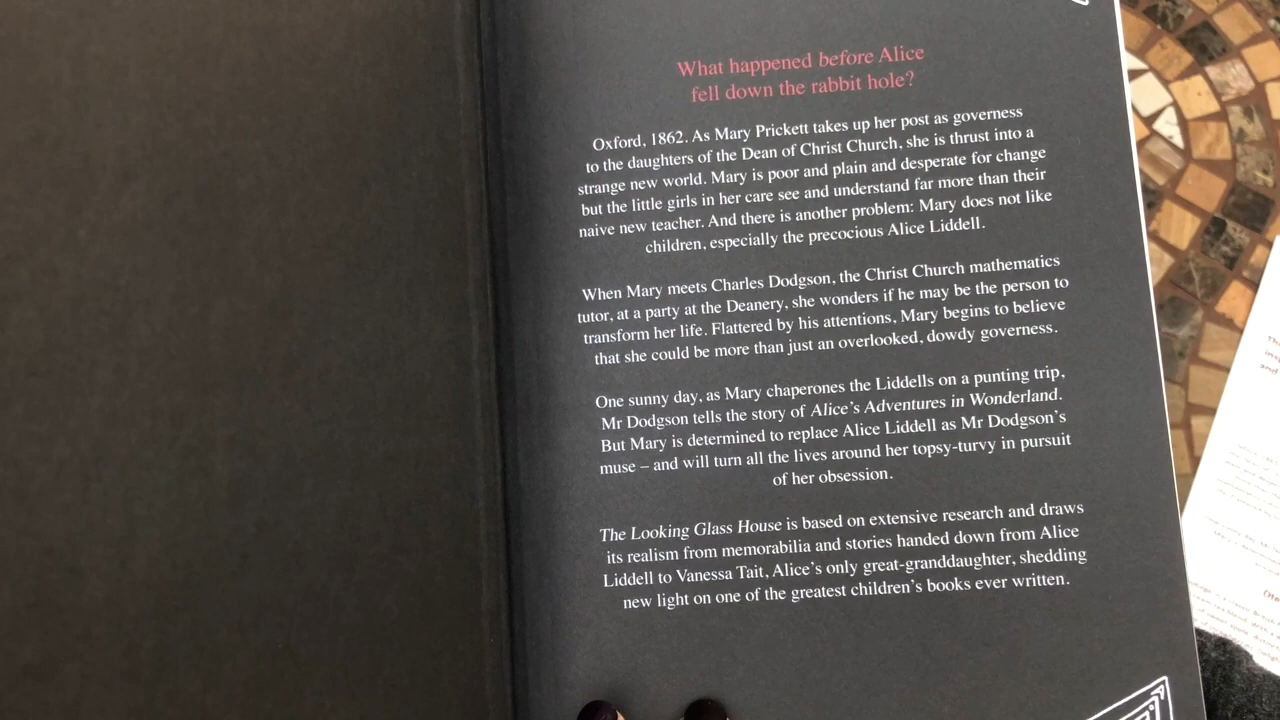 What happened before Alice
fell down the rabbit hole?
Oxford, 1862. As Mary Prickett takes up her post as governess
to the daughters of the Dean of Christ Church, she is thrust into a
strange new world. Mary is poor and plain and desperate for change
but the little girls in her care see and understand far more than their
naive new teacher. And there is another problem: Mary does not like
children, especially the precocious Alice Liddell.
When Mary meets Charles Dodgson, the Christ Church mathematics
tutor, at a party at the Deanery, she wonders if he may be the person to
transform her life. Flattered by his attentions, Mary begins to believe
that she could be more than just an overlooked, dowdy governess.
One sunny day, as Mary chaperones the Liddells on a punting trip,
Mr Dodgson tells the story of Alice's Adventures in Wonderland.
But Mary is determined to replace Alice Liddell as Mr Dodgson's
muse – and will turn all the lives around her topsy-turvy in pursuit
of her obsession.
The Looking Glass House is based on extensive research and draws
its realism from memorabilia and stories handed down from Alice
Liddell to Vanessa Tait, Alice's only great-granddaughter, shedding
new light on one of the greatest children's books ever written.